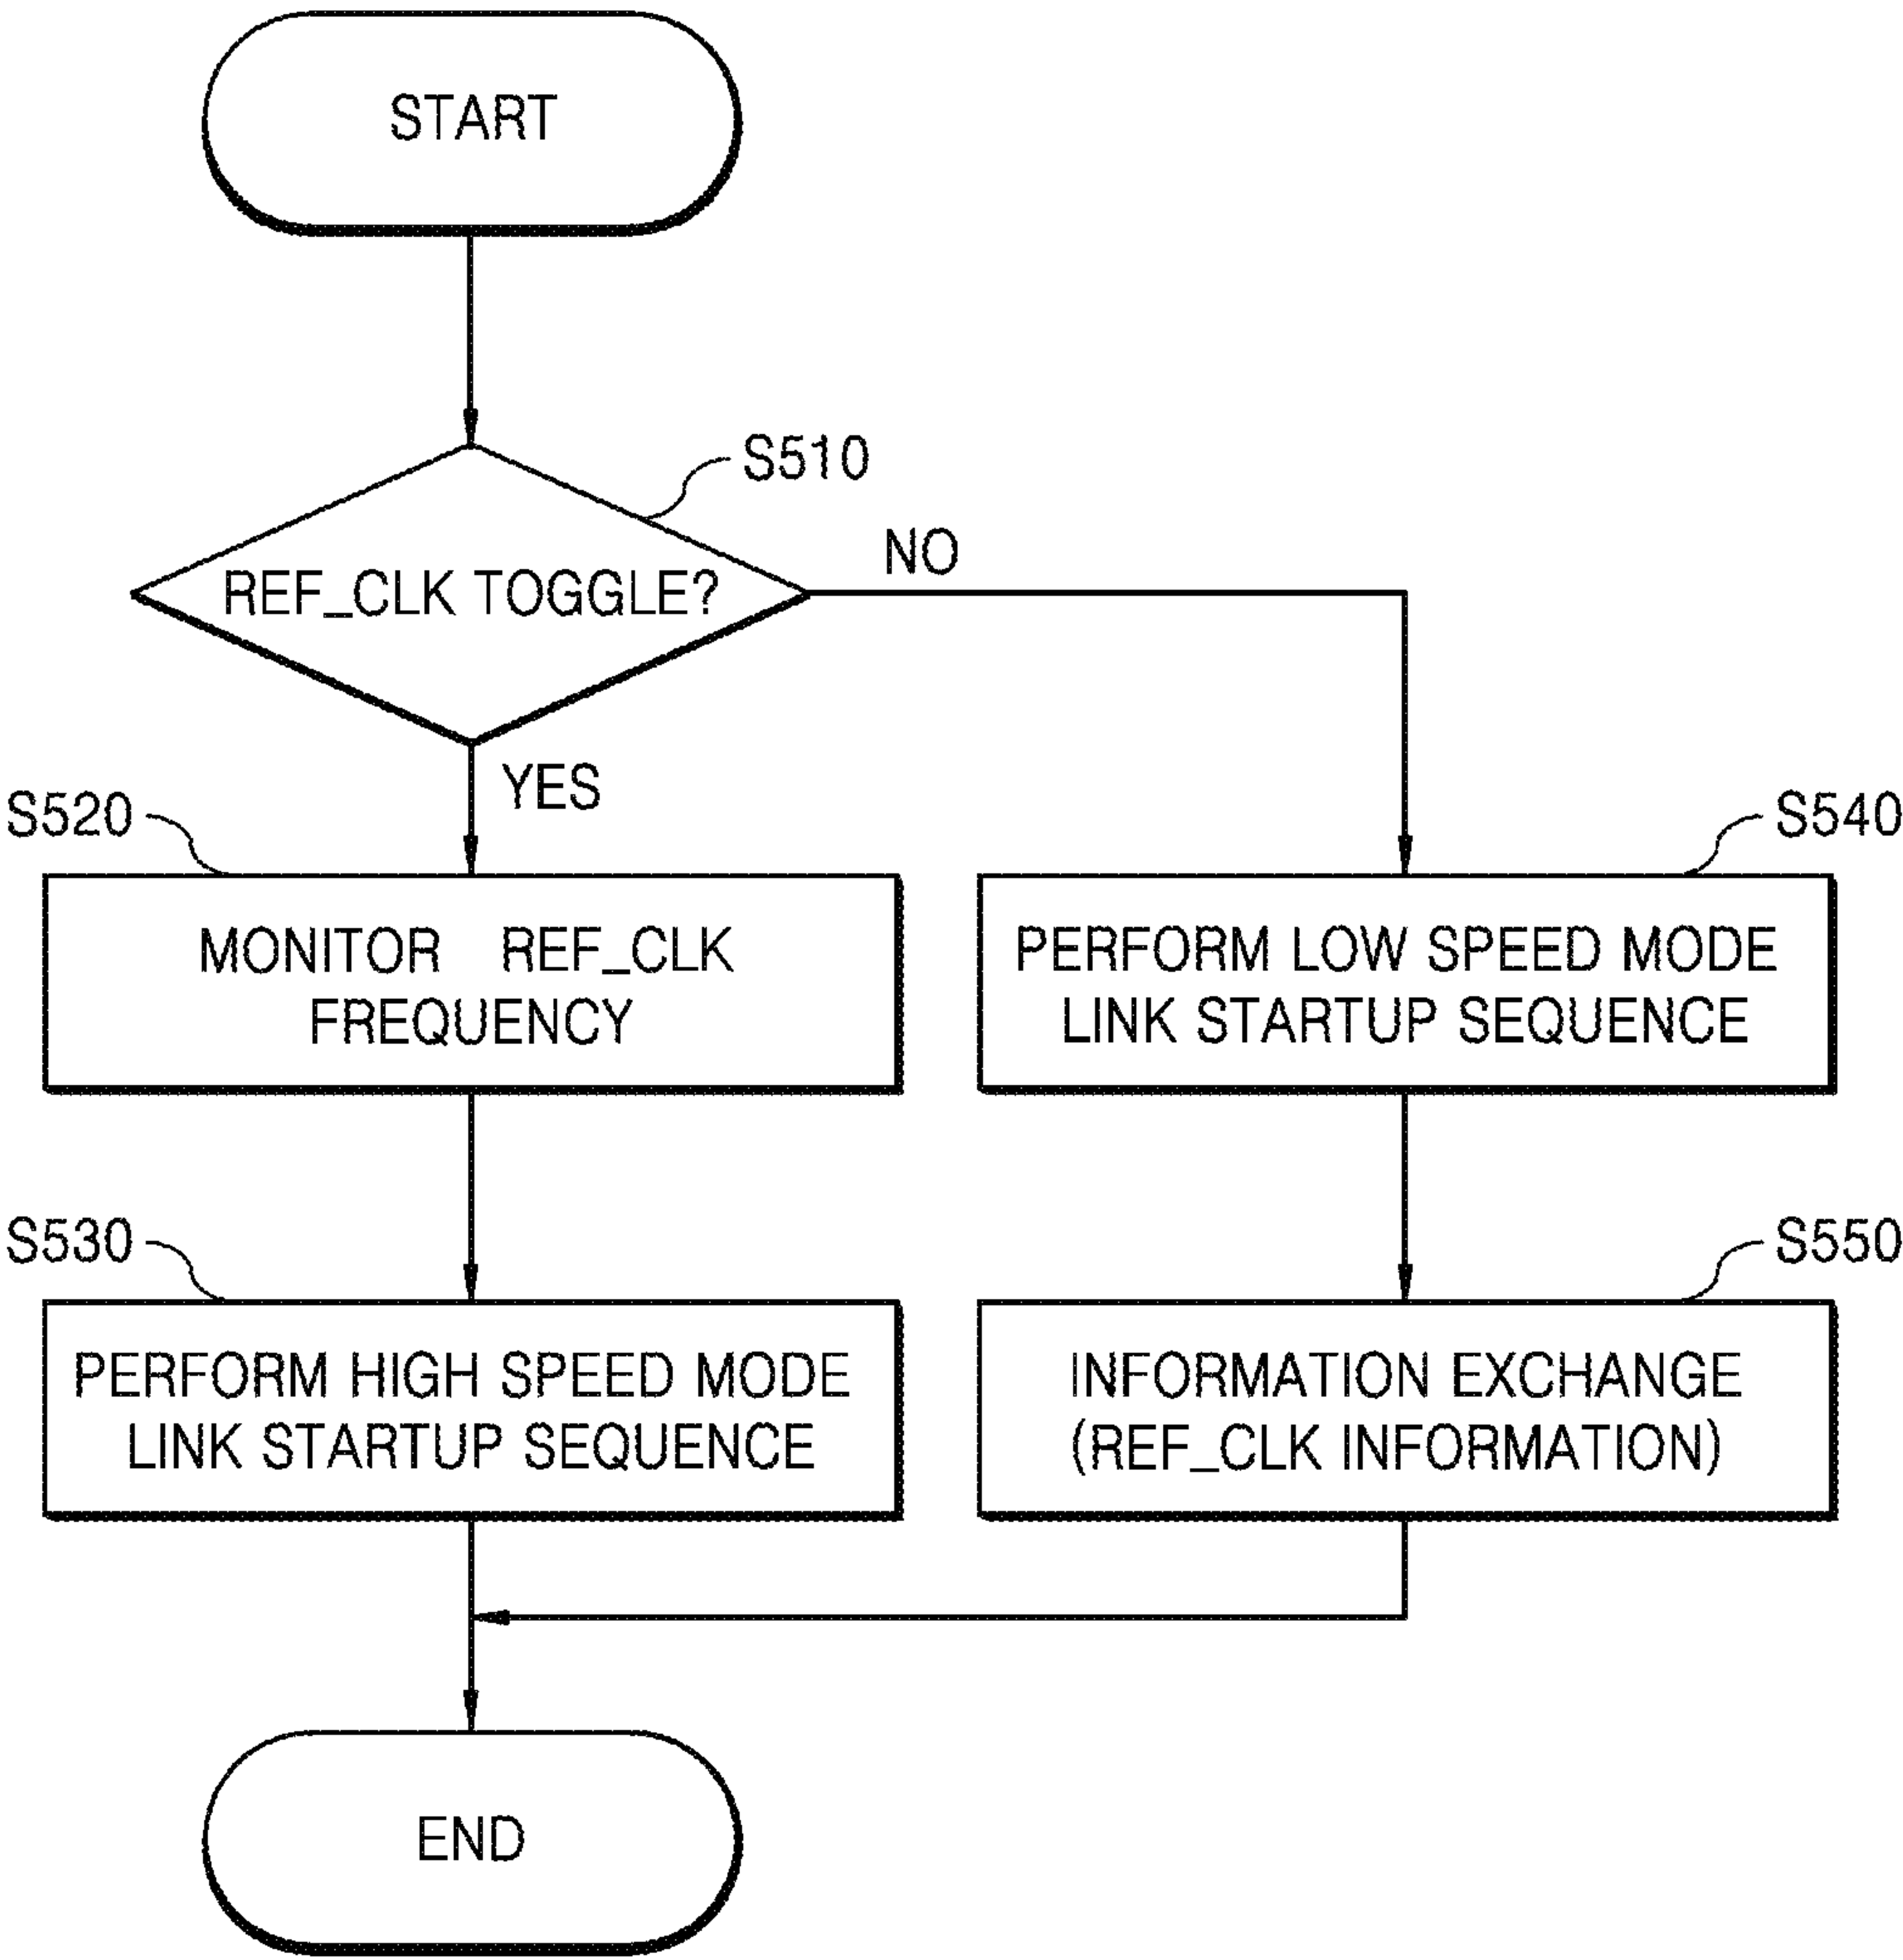 START
S510
REF_CLK TOGGLE?
NO
YES
S520
MONITOR REF_CLK
FREQUENCY
S540
PERFORM LOW SPEED MODE
LINK STARTUP SEQUENCE
S530
PERFORM HIGH SPEED MODE
LINK STARTUP SEQUENCE
S550
INFORMATION EXCHANGE
(REF_CLK INFORMATION)
END